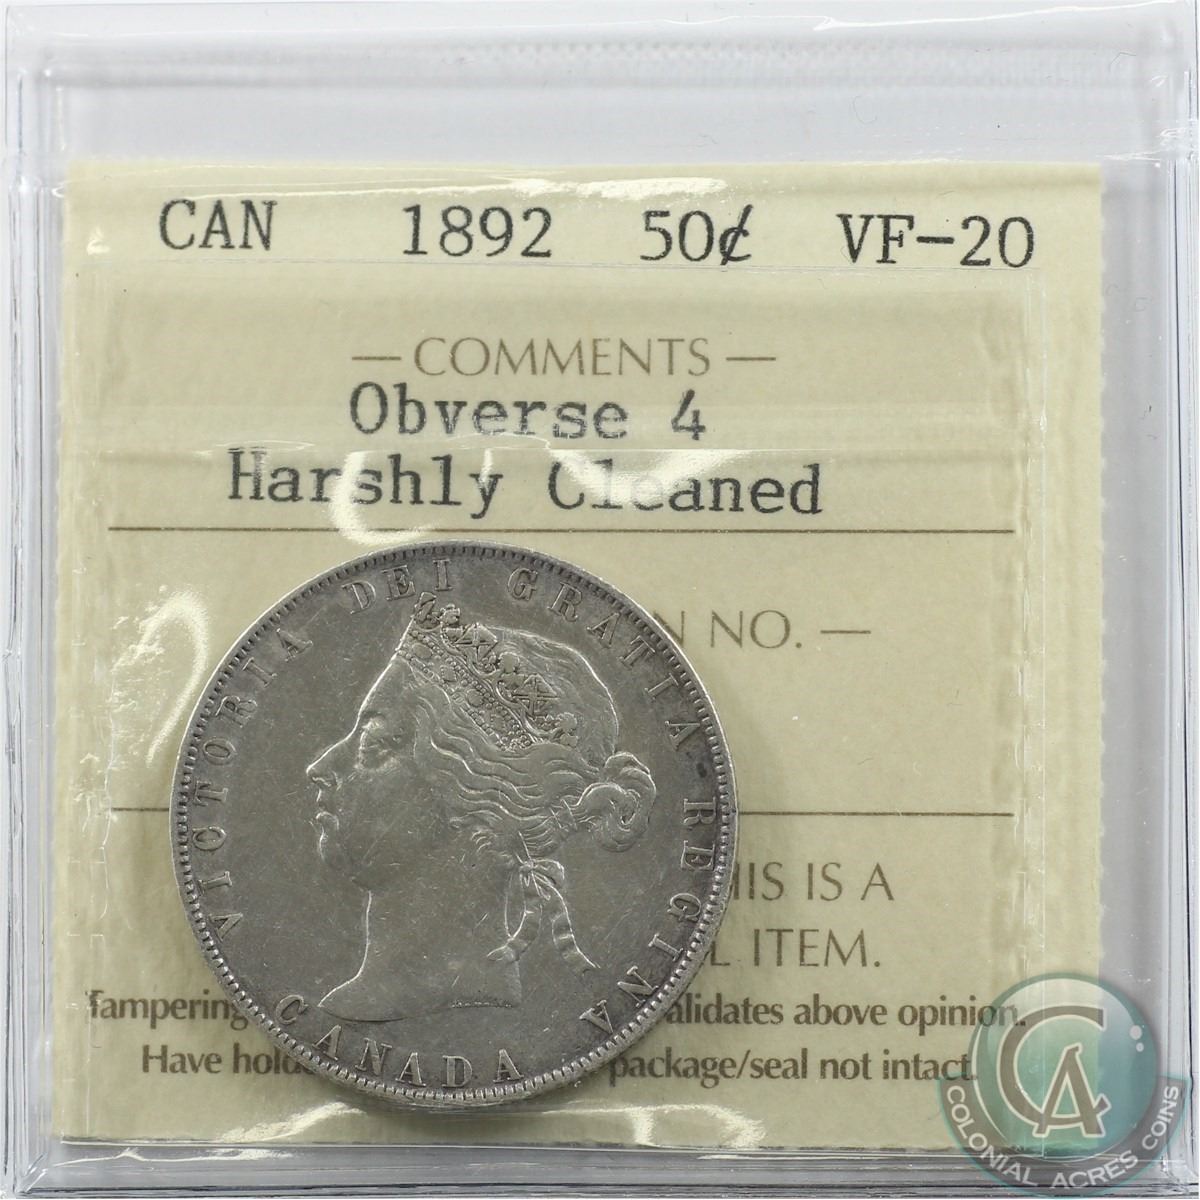 CAN 1892 50¢ VF-20
— COMMENTS —
Obverse 4
Harshly Cleaned
N NO. —
VICTORIA DEI GRATIA REGINA
CANADA
HIS IS A
L ITEM.
Tampering alidates above opinion.
Have hold package/seal not intact.
CA
COLONIAL ACRES COINS